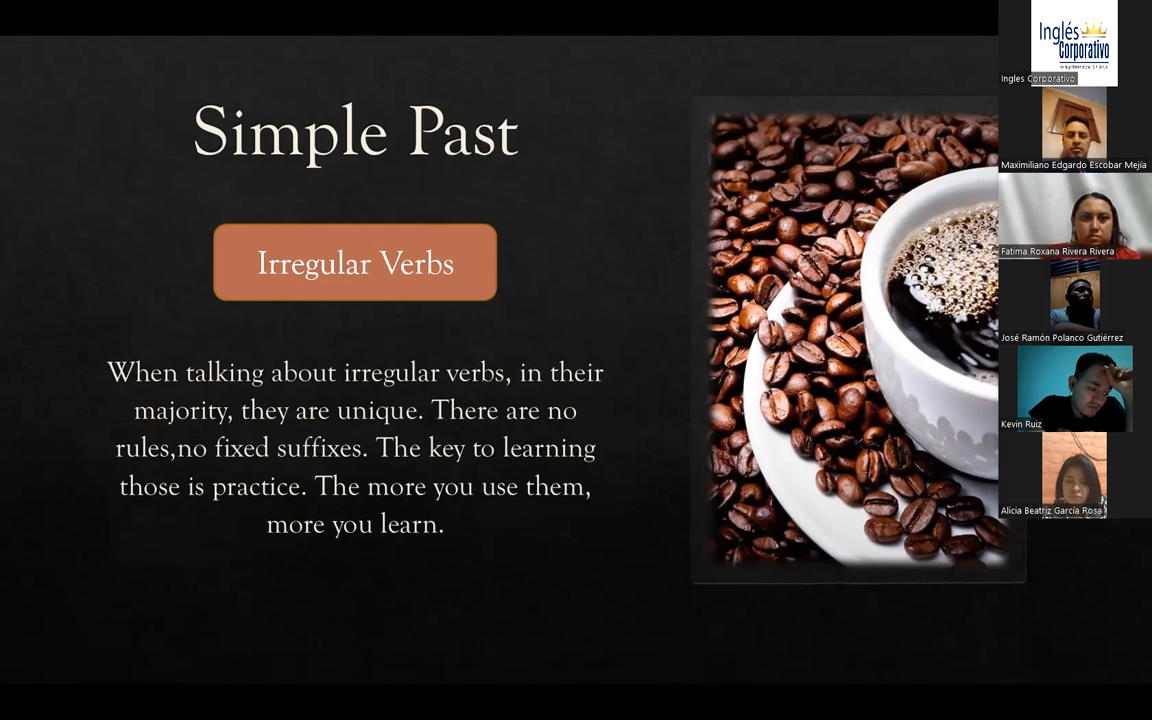 Simple Past
Irregular Verbs
When talking about irregular verbs, in their
majority, they are unique. There are no
rules,no fixed suffixes. The key to learning
those is practice. The more you use them,
more you learn.
Inglés
Corporativo
Ingles Corporativo
Maximiliano Edgardo Escobar Mejía
Fatima Roxana Rivera Rivera
José Ramón Polanco Gutiérrez
Kevin Ruiz
Alicia Beatriz García Rosa